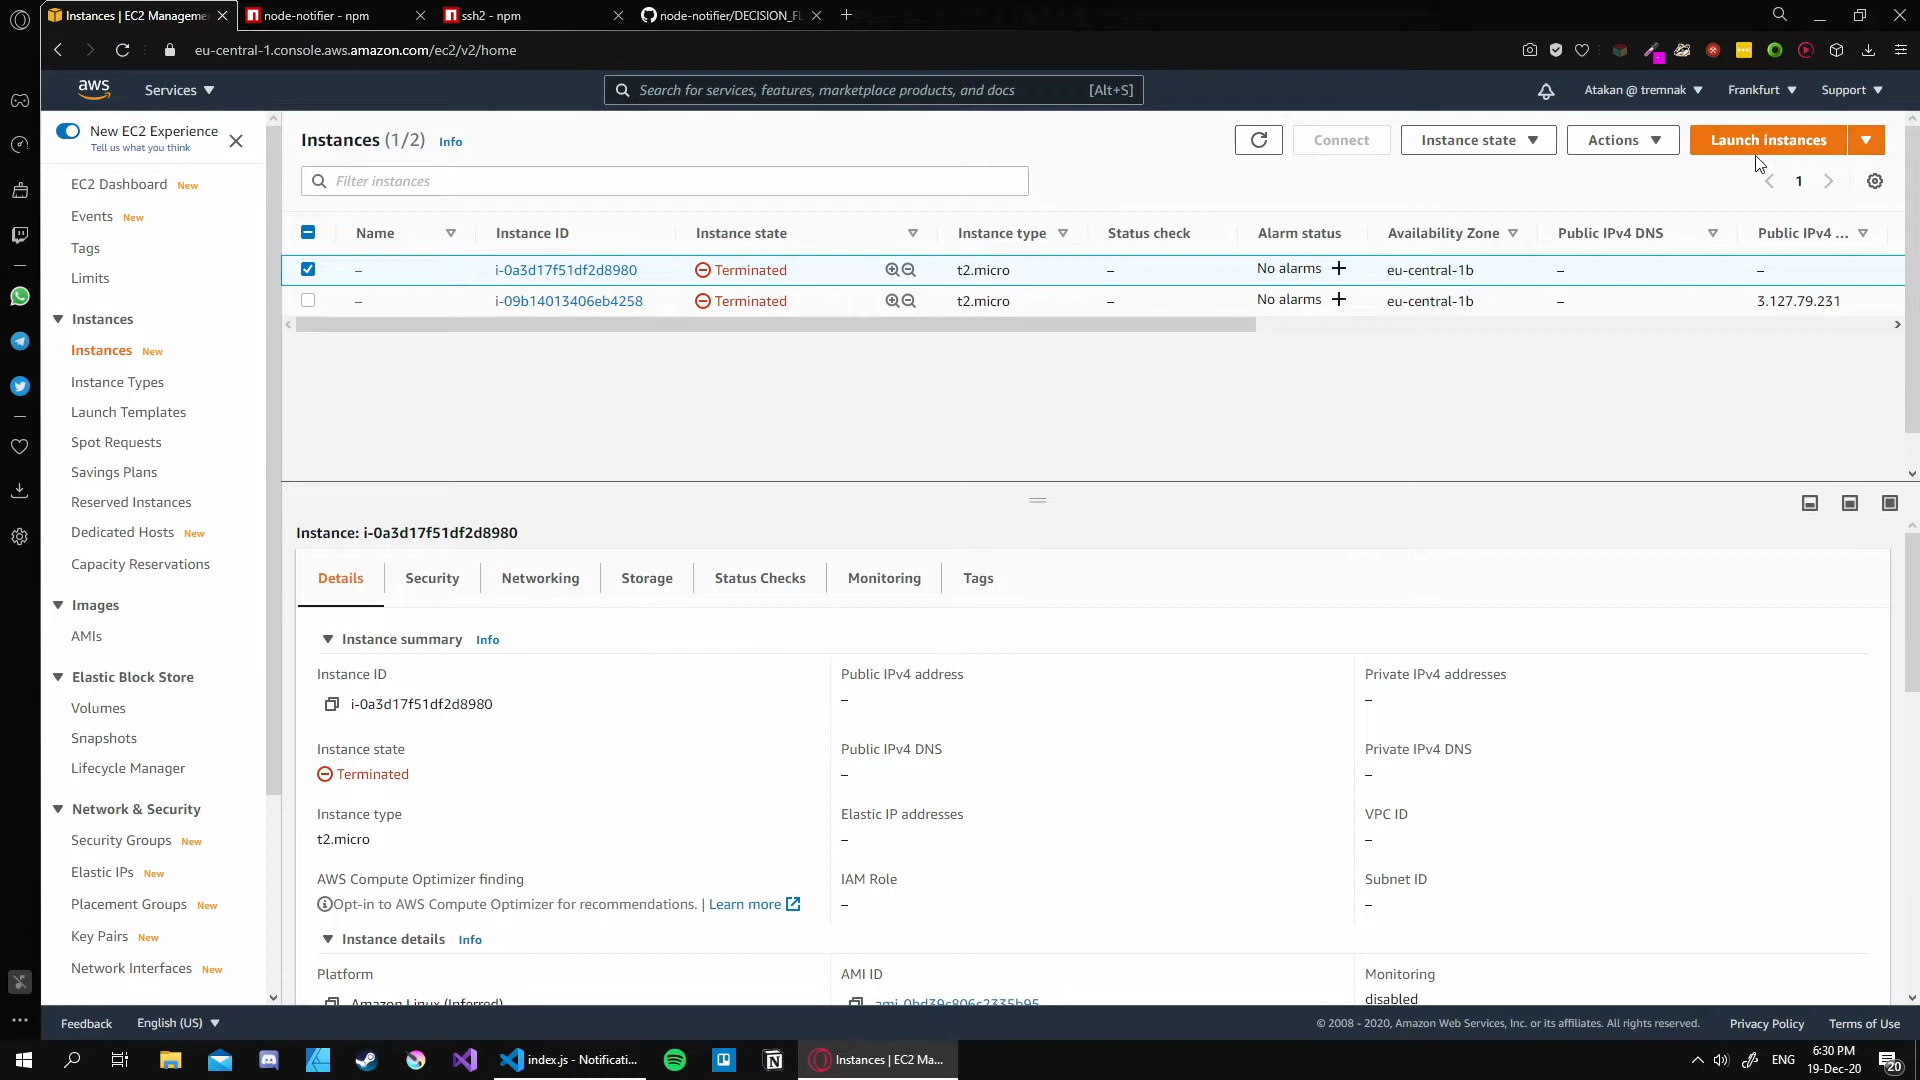 Instances | EC2 Manageme
node-notifier - npm
ssh2 - npm
node-notifier/DECISION_FL
eu-central-1.console.aws.amazon.com/ec2/v2/home
aws
Services
Search for services, features, marketplace products, and docs
[Alt+S]
Atakan @ tremnak
Frankfurt
Support
New EC2 Experience
Tell us what you think
EC2 Dashboard New
Events New
Tags
Limits
Instances
Instances New
Instance Types
Launch Templates
Spot Requests
Savings Plans
Reserved Instances
Dedicated Hosts New
Capacity Reservations
Images
AMIs
Elastic Block Store
Volumes
Snapshots
Lifecycle Manager
Network & Security
Security Groups New
Elastic IPs New
Placement Groups New
Key Pairs New
Network Interfaces New
Instances (1/2) Info
Connect
Instance state
Actions
Launch instances
Filter instances
1
Name Instance ID Instance state Instance type Status check Alarm status Availability Zone Public IPv4 DNS Public IPv4 ...
– i-0a3d17f51df2d8980 Terminated t2.micro – No alarms + eu-central-1b – –
– i-09b14013406eb4258 Terminated t2.micro – No alarms + eu-central-1b – 3.127.79.231
Instance: i-0a3d17f51df2d8980
Details Security Networking Storage Status Checks Monitoring Tags
Instance summary Info
Instance ID
i-0a3d17f51df2d8980
Public IPv4 address
–
Private IPv4 addresses
–
Instance state
Terminated
Public IPv4 DNS
–
Private IPv4 DNS
–
Instance type
t2.micro
Elastic IP addresses
–
VPC ID
–
AWS Compute Optimizer finding
Opt-in to AWS Compute Optimizer for recommendations. | Learn more
IAM Role
–
Subnet ID
–
Instance details Info
Platform
Amazon Linux (Inferred)
AMI ID
ami-0bd39c806c2335b95
Monitoring
disabled
Feedback
English (US)
© 2008 - 2020, Amazon Web Services, Inc. or its affiliates. All rights reserved.
Privacy Policy
Terms of Use
index.js - Notificati...
Instances | EC2 Ma...
ENG
6:30 PM
19-Dec-20
20